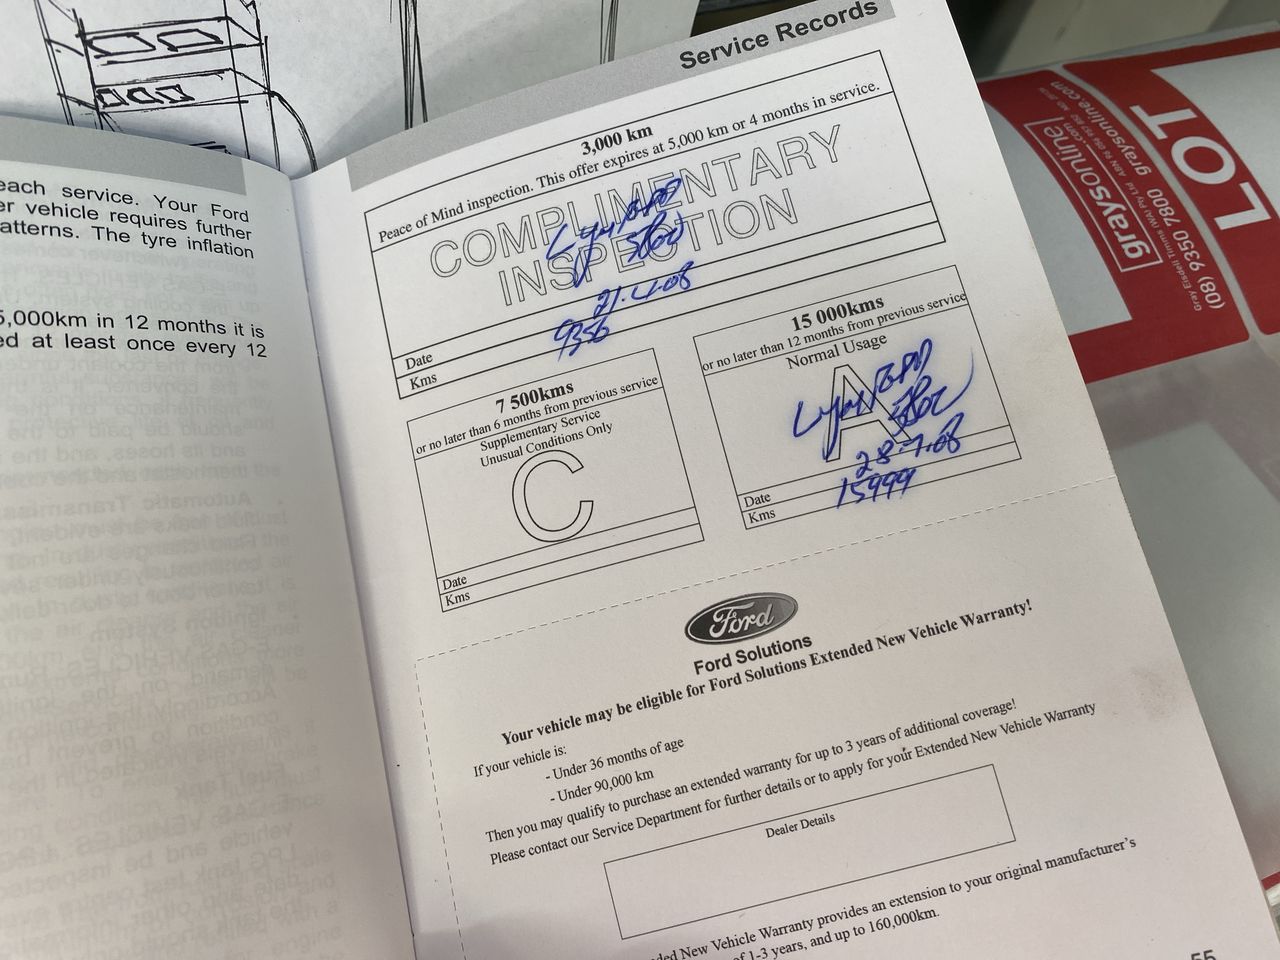 each service. Your Ford
er vehicle requires further
atterns. The tyre inflation
5,000km in 12 months it is
ed at least once every 12
Service Records
3,000 km
Peace of Mind inspection. This offer expires at 5,000 km or 4 months in service.
COMPLIMENTARY
INSPECTION
21.4.08
Date
9356
Kms
7 500kms
or no later than 6 months from previous service
Supplementary Service
Unusual Conditions Only
C
Date
Kms
15 000kms
or no later than 12 months from previous service
Normal Usage
A
28.7.08
Date
15999
Kms
Ford
Ford Solutions
Your vehicle may be eligible for Ford Solutions Extended New Vehicle Warranty!
If your vehicle is:
- Under 36 months of age
- Under 90,000 km
Then you may qualify to purchase an extended warranty for up to 3 years of additional coverage!
Please contact our Service Department for further details or to apply for your Extended New Vehicle Warranty
Dealer Details
ded New Vehicle Warranty provides an extension to your original manufacturer's
of 1-3 years, and up to 160,000km.
55
LOT
graysonline
.com
graysonline.com
(08) 9350 7800